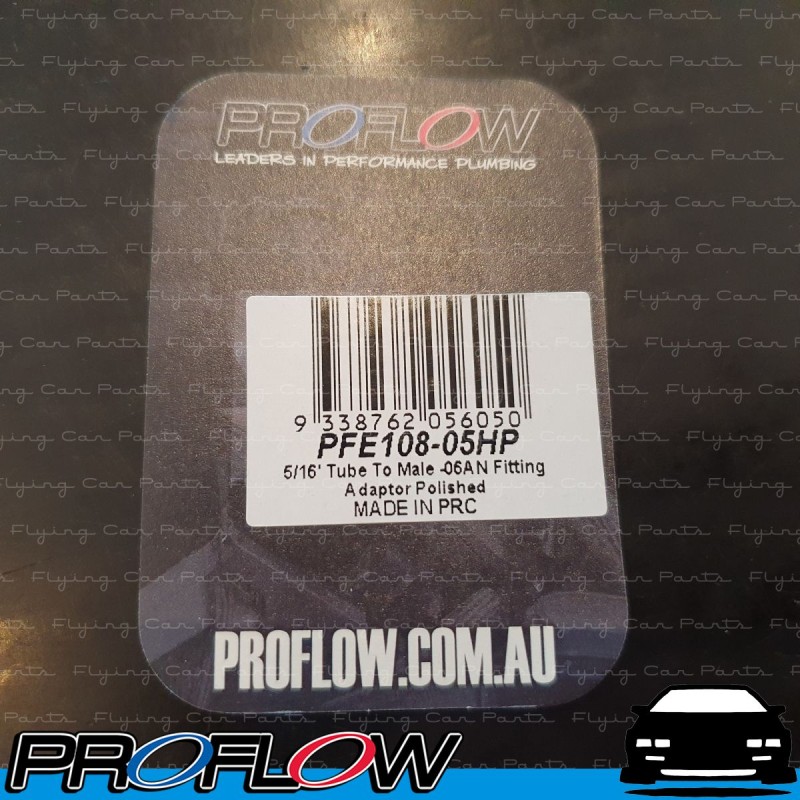 PROFLOW
LEADERS IN PERFORMANCE PLUMBING
9 338762 056050
PFE108-05HP
5/16' Tube To Male -06AN Fitting
Adaptor Polished
MADE IN PRC
PROFLOW.COM.AU
PROFLOW
Flying Car Parts